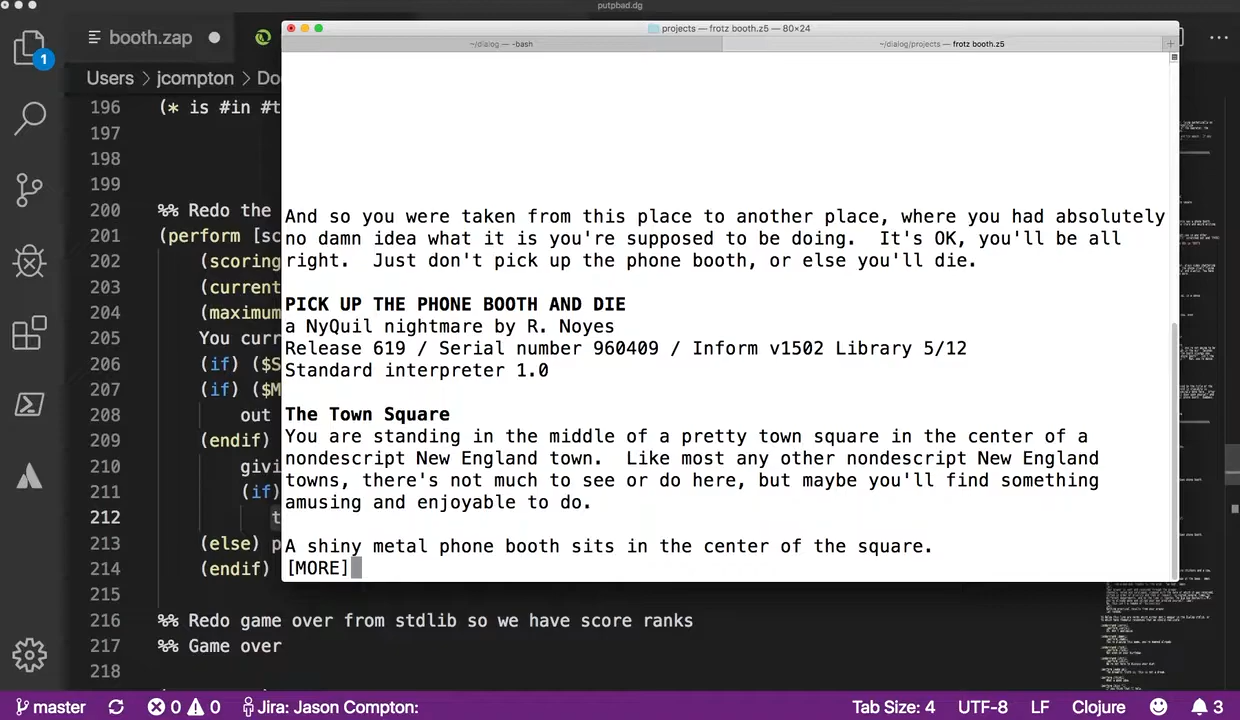 putpbad.dg
booth.zap
Users > jcompton > Do
projects — frotz booth.z5 — 80×24
~/dialog — -bash
~/dialog/projects — frotz booth.z5
1
196 (* is #in #t
197
198
199
200 %% Redo the
201 (perform [sc
202 (scoring
203 (current
204 (maximum
205 You curr
206 (if) ($S
207 (if) ($M
208 out
209 (endif)
210 givi
211 (if)
212 t
213 (else) p
214 (endif)
215
216 %% Redo game over from stdlib so we have score ranks
217 %% Game over
218
And so you were taken from this place to another place, where you had absolutely
no damn idea what it is you're supposed to be doing.  It's OK, you'll be all
right.  Just don't pick up the phone booth, or else you'll die.
PICK UP THE PHONE BOOTH AND DIE
a NyQuil nightmare by R. Noyes
Release 619 / Serial number 960409 / Inform v1502 Library 5/12
Standard interpreter 1.0
The Town Square
You are standing in the middle of a pretty town square in the center of a
nondescript New England town.  Like most any other nondescript New England
towns, there's not much to see or do here, but maybe you'll find something
amusing and enjoyable to do.
A shiny metal phone booth sits in the center of the square.
[MORE]
master 0 0 Jira: Jason Compton: Tab Size: 4 UTF-8 LF Clojure 3